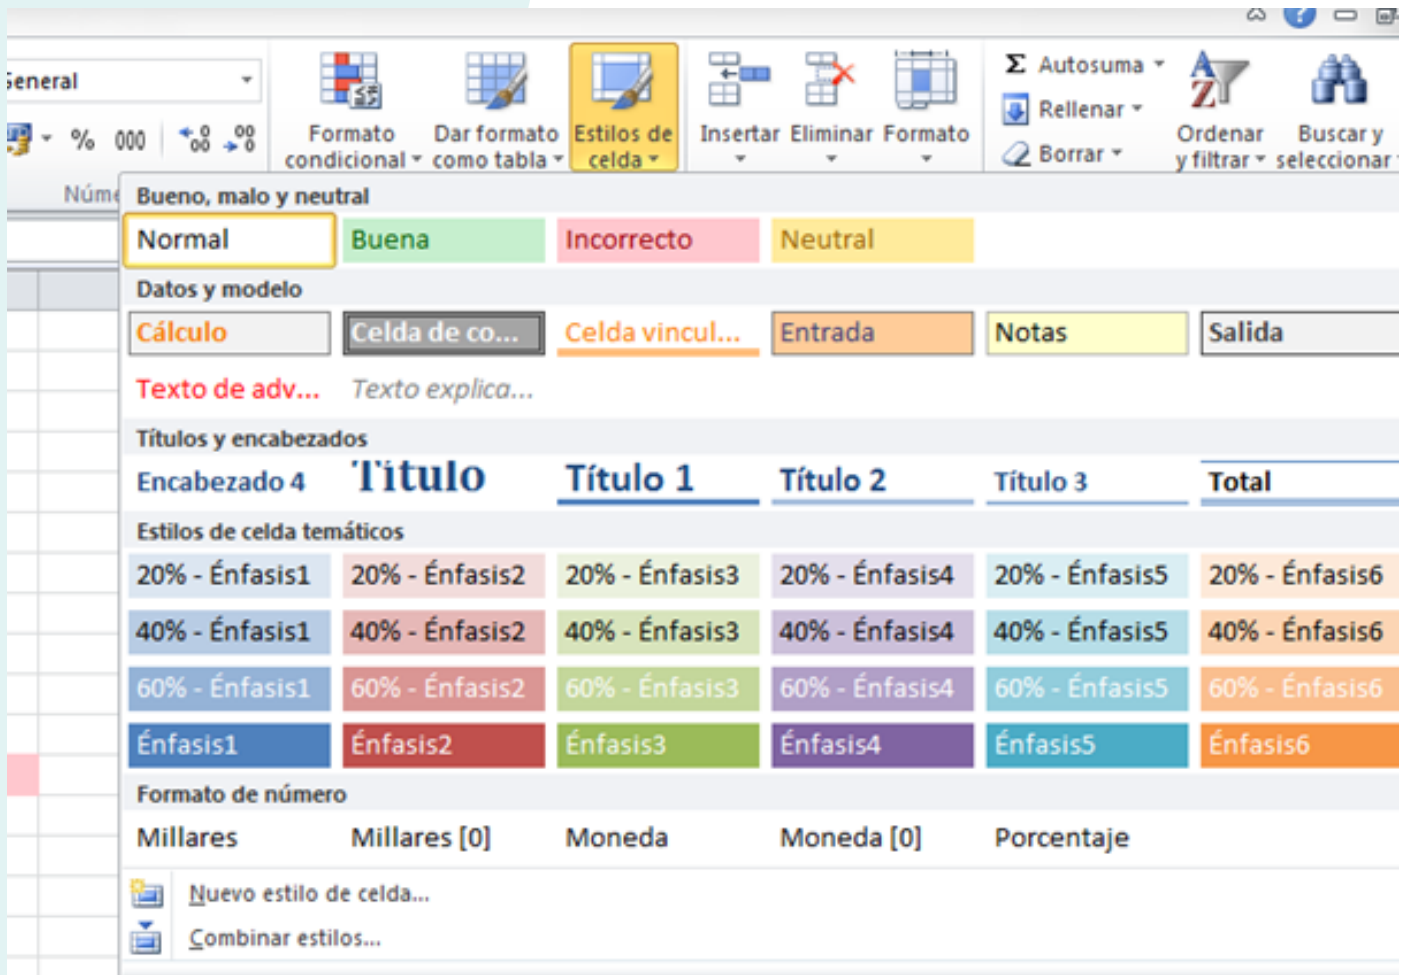 General
% 000
Formato condicional
Dar formato como tabla
Estilos de celda
Insertar
Eliminar
Formato
Σ Autosuma
Rellenar
Borrar
Ordenar y filtrar
Buscar y seleccionar
Núme
Bueno, malo y neutral
Normal Buena Incorrecto Neutral
Datos y modelo
Cálculo Celda de co... Celda vincul... Entrada Notas Salida
Texto de adv... Texto explica...
Títulos y encabezados
Encabezado 4 Título Título 1 Título 2 Título 3 Total
Estilos de celda temáticos
20% - Énfasis1 20% - Énfasis2 20% - Énfasis3 20% - Énfasis4 20% - Énfasis5 20% - Énfasis6
40% - Énfasis1 40% - Énfasis2 40% - Énfasis3 40% - Énfasis4 40% - Énfasis5 40% - Énfasis6
60% - Énfasis1 60% - Énfasis2 60% - Énfasis3 60% - Énfasis4 60% - Énfasis5 60% - Énfasis6
Énfasis1 Énfasis2 Énfasis3 Énfasis4 Énfasis5 Énfasis6
Formato de número
Millares Millares [0] Moneda Moneda [0] Porcentaje
Nuevo estilo de celda...
Combinar estilos...